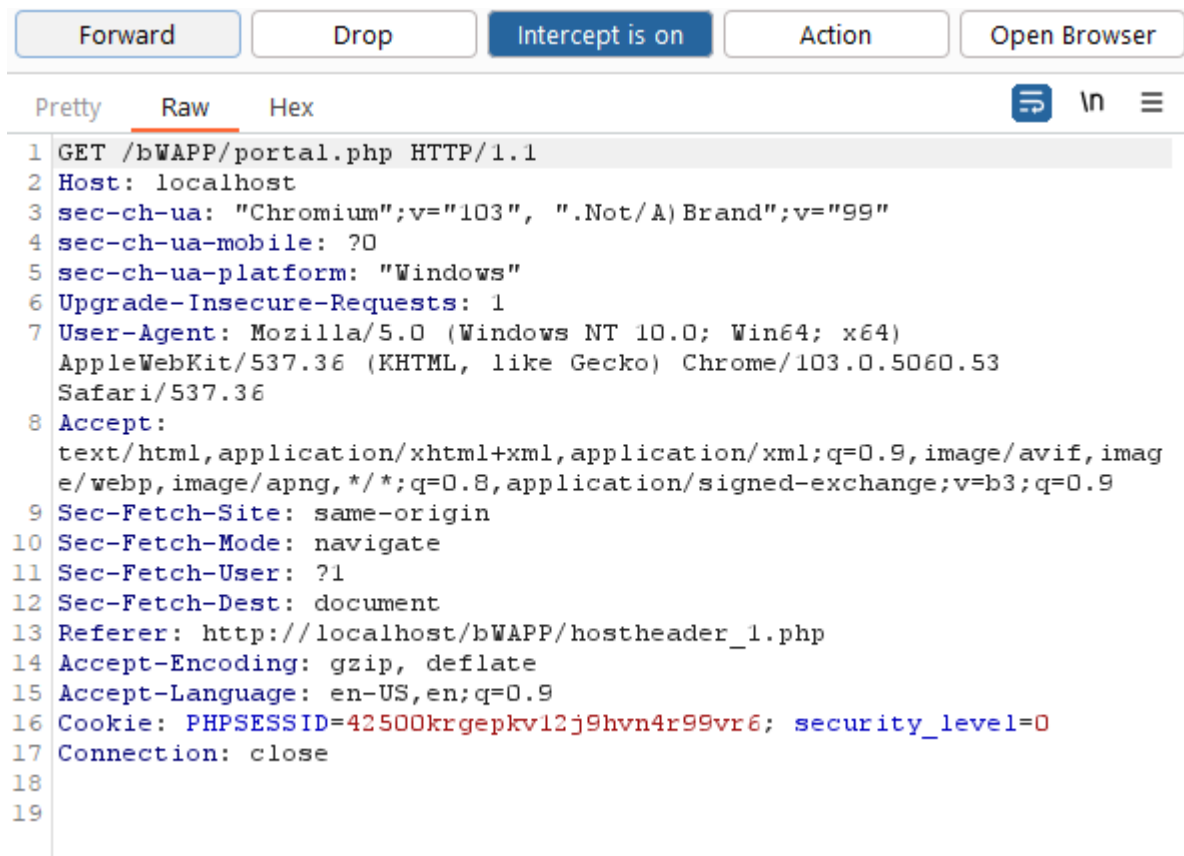 Forward Drop Intercept is on Action Open Browser
Pretty Raw Hex \n
1 GET /bWAPP/portal.php HTTP/1.1
2 Host: localhost
3 sec-ch-ua: "Chromium";v="103", ".Not/A)Brand";v="99"
4 sec-ch-ua-mobile: ?0
5 sec-ch-ua-platform: "Windows"
6 Upgrade-Insecure-Requests: 1
7 User-Agent: Mozilla/5.0 (Windows NT 10.0; Win64; x64)
AppleWebKit/537.36 (KHTML, like Gecko) Chrome/103.0.5060.53
Safari/537.36
8 Accept:
text/html,application/xhtml+xml,application/xml;q=0.9,image/avif,imag
e/webp,image/apng,*/*;q=0.8,application/signed-exchange;v=b3;q=0.9
9 Sec-Fetch-Site: same-origin
10 Sec-Fetch-Mode: navigate
11 Sec-Fetch-User: ?1
12 Sec-Fetch-Dest: document
13 Referer: http://localhost/bWAPP/hostheader_1.php
14 Accept-Encoding: gzip, deflate
15 Accept-Language: en-US,en;q=0.9
16 Cookie: PHPSESSID=42500krgepkv12j9hvn4r99vr6; security_level=0
17 Connection: close
18
19